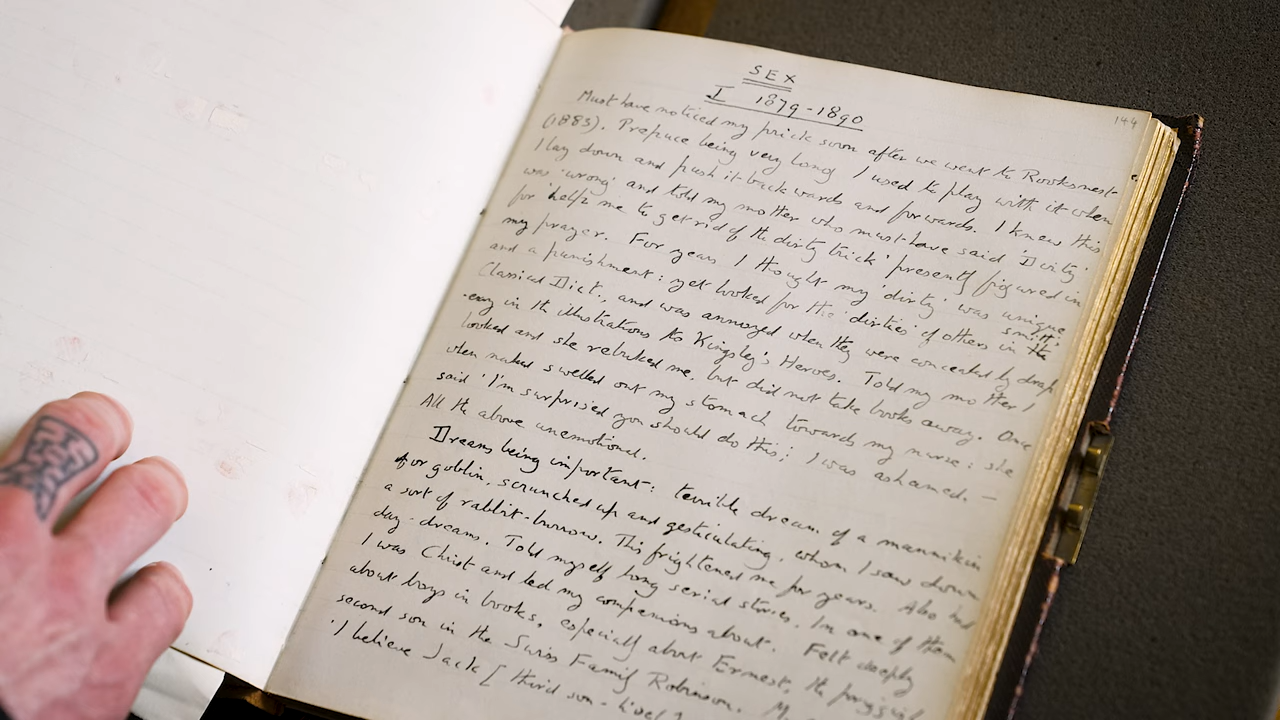 SEX
I 1879-1890
144
Must have noticed my prick soon after we went to Rooksnest
(1883). Prepuce being very long I used to play with it when
I lay down and push it backwards and forwards. I knew this
was 'wrong' and told my mother who must have said 'Dirty'
for 'help me to get rid of the dirty trick' presently figured in
my prayer. For years I thought my 'dirty' was unique
and a punishment: yet looked for the 'dirties' of others in Smith's
Classical Dict., and was annoyed when they were concealed by drap
-ery in the illustrations to Kingsley's Heroes. Told my mother I
looked and she rebuked me, but did not take books away. Once
when naked swelled out my stomach towards my nurse: she
said 'I'm surprised you should do this; I was ashamed. —
All the above unemotional.
Dreams being important: terrible dream of a mannikin
or goblin, scrunched up and gesticulating, whom I saw down
a sort of rabbit-burrow. This frightened me for years. Also had
day-dreams. Told myself long serial stories. In one of them
I was Christ and led my companions about. Felt deeply
about boys in books, especially about Ernest, the priggish
second son in the Swiss Family Robinson.
'I believe Jack [third son -